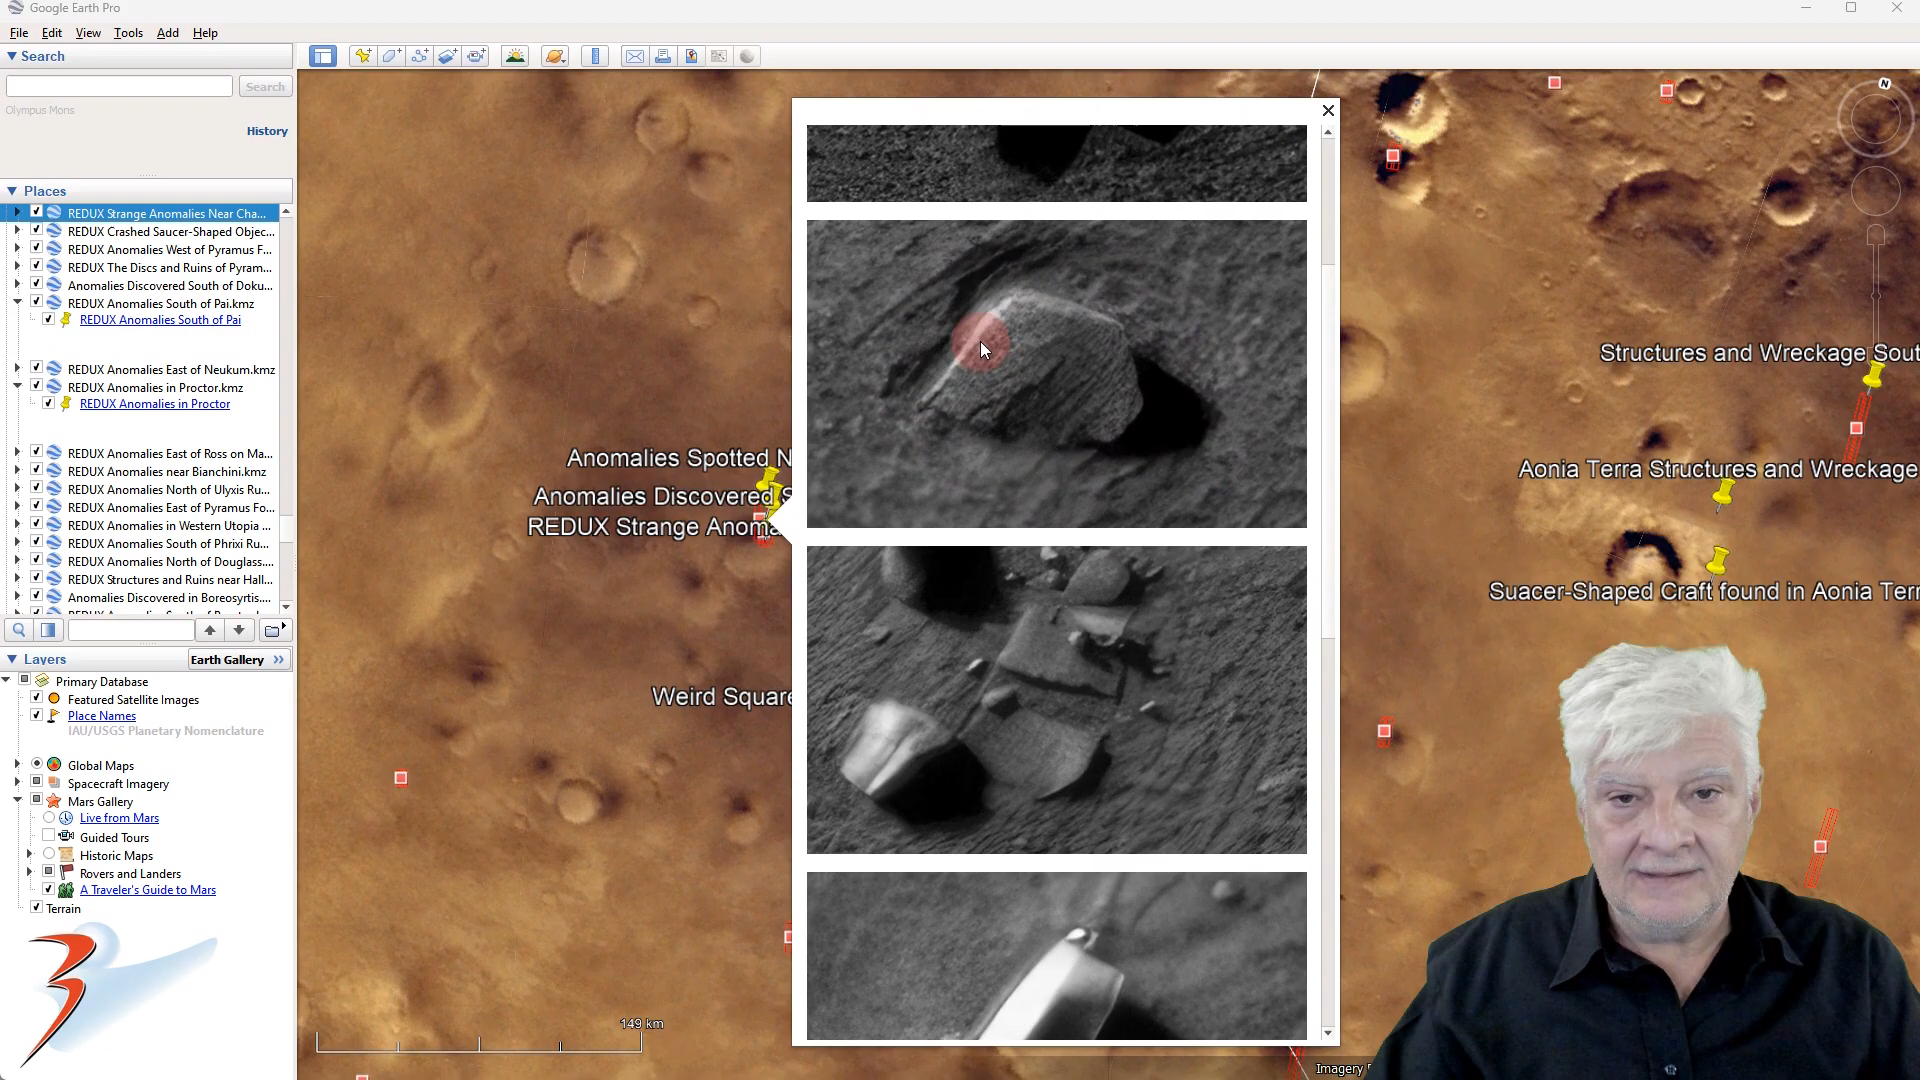 Google Earth Pro
File Edit View Tools Add Help
Search
Search
Olympus Mons
History
Places
REDUX Strange Anomalies Near Cha...
REDUX Crashed Saucer-Shaped Objec...
REDUX Anomalies West of Pyramus F...
REDUX The Discs and Ruins of Pyram...
Anomalies Discovered South of Doku...
REDUX Anomalies South of Pai.kmz
REDUX Anomalies South of Pai
REDUX Anomalies East of Neukum.kmz
REDUX Anomalies in Proctor.kmz
REDUX Anomalies in Proctor
REDUX Anomalies East of Ross on Ma...
REDUX Anomalies near Bianchini.kmz
REDUX Anomalies North of Ulyxis Ru...
REDUX Anomalies East of Pyramus Fo...
REDUX Anomalies in Western Utopia ...
REDUX Anomalies South of Phrixi Ru...
REDUX Anomalies North of Douglass....
REDUX Structures and Ruins near Hall...
Anomalies Discovered in Boreosyrtis....
Layers
Earth Gallery »
Primary Database
Featured Satellite Images
Place Names
IAU/USGS Planetary Nomenclature
Global Maps
Spacecraft Imagery
Mars Gallery
Live from Mars
Guided Tours
Historic Maps
Rovers and Landers
A Traveler's Guide to Mars
Terrain
Anomalies Spotted N
Anomalies Discovered S
REDUX Strange Anoma
Weird Square
149 km
N
Structures and Wreckage Sout
Aonia Terra Structures and Wreckage
Suacer-Shaped Craft found in Aonia Terr
Imagery